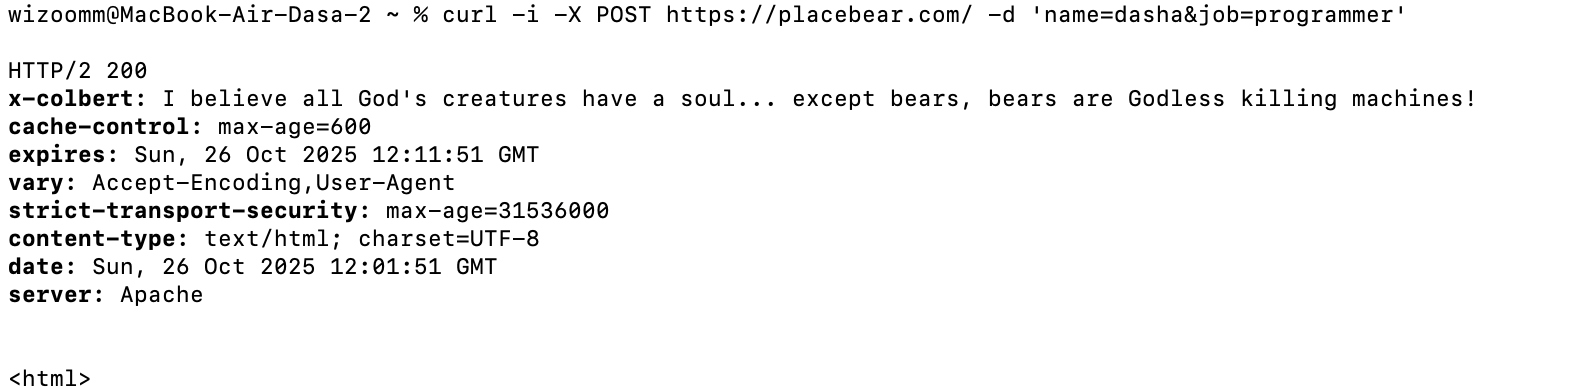 wizoomm@MacBook-Air-Dasa-2 ~ % curl -i -X POST https://placebear.com/ -d 'name=dasha&job=programmer'
HTTP/2 200
x-colbert: I believe all God's creatures have a soul... except bears, bears are Godless killing machines!
cache-control: max-age=600
expires: Sun, 26 Oct 2025 12:11:51 GMT
vary: Accept-Encoding,User-Agent
strict-transport-security: max-age=31536000
content-type: text/html; charset=UTF-8
date: Sun, 26 Oct 2025 12:01:51 GMT
server: Apache
<html>